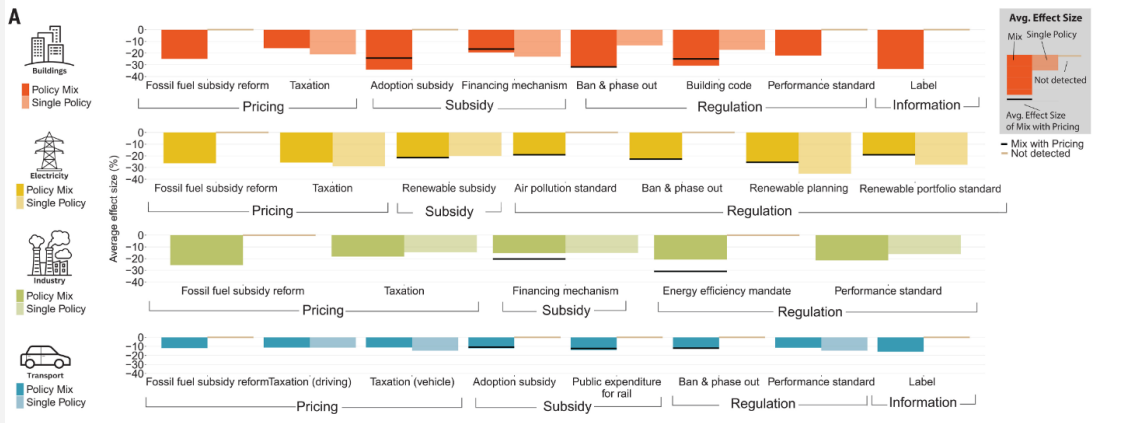 A
Buildings
Policy Mix
Single Policy
0
−10
−20
−30
−40
Fossil fuel subsidy reform Taxation Adoption subsidy Financing mechanism Ban & phase out Building code Performance standard Label
Pricing Subsidy Regulation Information
Avg. Effect Size
Mix Single Policy
Not detected
Avg. Effect Size
of Mix with Pricing
Mix with Pricing
Not detected
Electricity
Policy Mix
Single Policy
Average effect size (%)
0
−10
−20
−30
−40
Fossil fuel subsidy reform Taxation Renewable subsidy Air pollution standard Ban & phase out Renewable planning Renewable portfolio standard
Pricing Subsidy Regulation
Industry
Policy Mix
Single Policy
0
−10
−20
−30
−40
Fossil fuel subsidy reform Taxation Financing mechanism Energy efficiency mandate Performance standard
Pricing Subsidy Regulation
Transport
Policy Mix
Single Policy
0
−10
−20
−30
−40
Fossil fuel subsidy reform Taxation (driving) Taxation (vehicle) Adoption subsidy Public expenditure Ban & phase out Performance standard Label
for rail
Pricing Subsidy Regulation Information